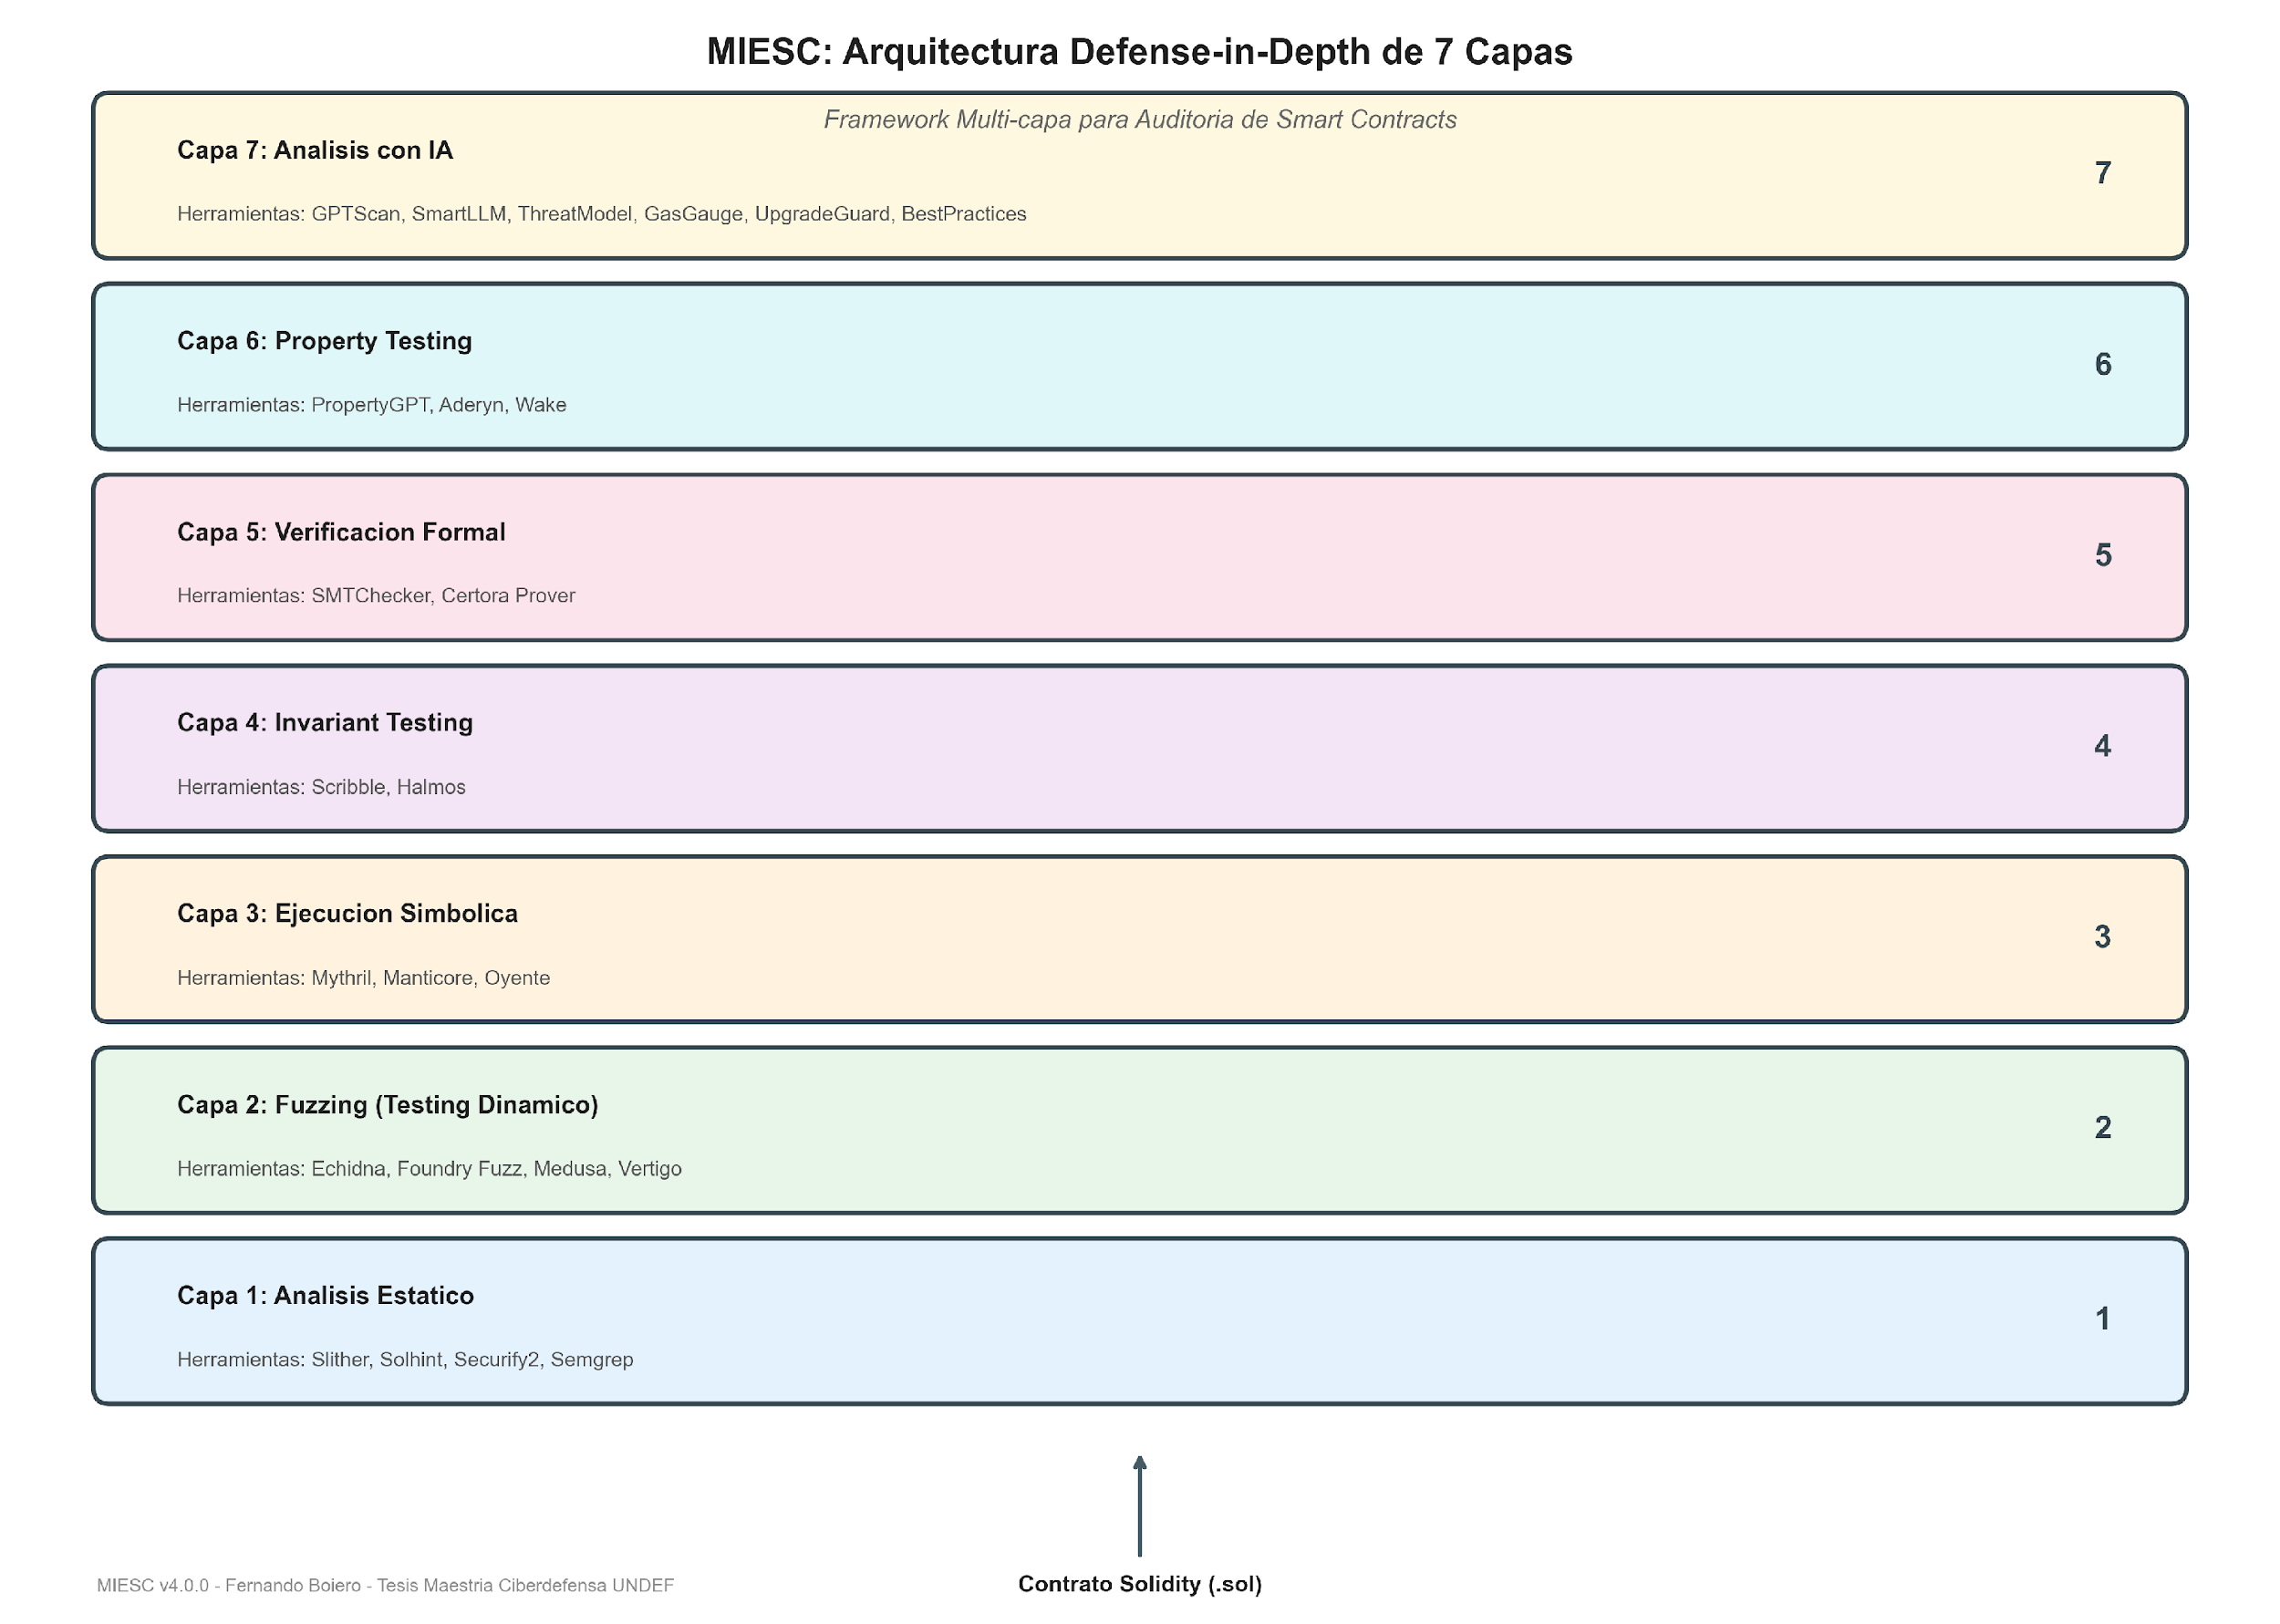 MIESC: Arquitectura Defense-in-Depth de 7 Capas
Framework Multi-capa para Auditoria de Smart Contracts
Capa 7: Analisis con IA
7
Herramientas: GPTScan, SmartLLM, ThreatModel, GasGauge, UpgradeGuard, BestPractices
Capa 6: Property Testing
6
Herramientas: PropertyGPT, Aderyn, Wake
Capa 5: Verificacion Formal
5
Herramientas: SMTChecker, Certora Prover
Capa 4: Invariant Testing
4
Herramientas: Scribble, Halmos
Capa 3: Ejecucion Simbolica
3
Herramientas: Mythril, Manticore, Oyente
Capa 2: Fuzzing (Testing Dinamico)
2
Herramientas: Echidna, Foundry Fuzz, Medusa, Vertigo
Capa 1: Analisis Estatico
1
Herramientas: Slither, Solhint, Securify2, Semgrep
Contrato Solidity (.sol)
MIESC v4.0.0 - Fernando Boiero - Tesis Maestria Ciberdefensa UNDEF